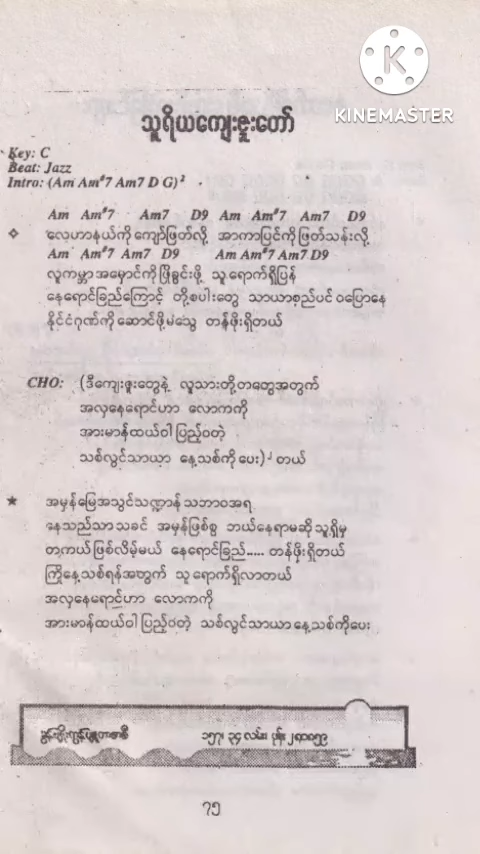 KINEMASTER
သူရိယကျေးဇူးတော်
Key: C
Beat: Jazz
Intro: (Am Am#7 Am7 D G)²
Am Am#7 Am7 D9 Am Am#7 Am7 D9
လေဟာနယ်ကို ကျော်ဖြတ်လို့ အာကာပြင်ကို ဖြတ်သန်းလို့
Am Am#7 Am7 D9 Am Am#7 Am7 D9
လူ့ကမ္ဘာ အမှောင်ကို ဖြိုခွင်းဖို့ သူ ရောက်ရှိပြန်
နေရောင်ခြည်ကြောင့် တို့စပါးတွေ သာယာစည်ပင် ဝပြောနေ
နိုင်ငံဂုဏ်ကို ဆောင်ဖို့မသွေ တန်ဖိုးရှိတယ်
CHO: (ဒီကျေးဇူးတွေနဲ့ လူသားတို့တတွေအတွက်
အလှနေရောင်ဟာ လောကကို
အားမာန်ထယ်ဝါ ပြည့်ဝတဲ့
သစ်လွင်သာယာ နေ့သစ်ကို ပေး)၂ တယ်
အမှန်မြေအသွင်သဏ္ဌာန် သဘာဝအရ
နေသည်သာ သခင် အမှန်ဖြစ်စွ ဘယ်နေရာမဆို သူရှိမှ
တကယ် ဖြစ်လိမ့်မယ် နေရောင်ခြည်..... တန်ဖိုးရှိတယ်
ကြိုနေ့သစ်ရန်အတွက် သူ ရောက်ရှိလာတယ်
အလှနေရောင်ဟာ လောကကို
အားမာန်ထယ်ဝါ ပြည့်ဝတဲ့ သစ်လွင်သာယာ နေ့သစ်ကိုပေး
၇၅